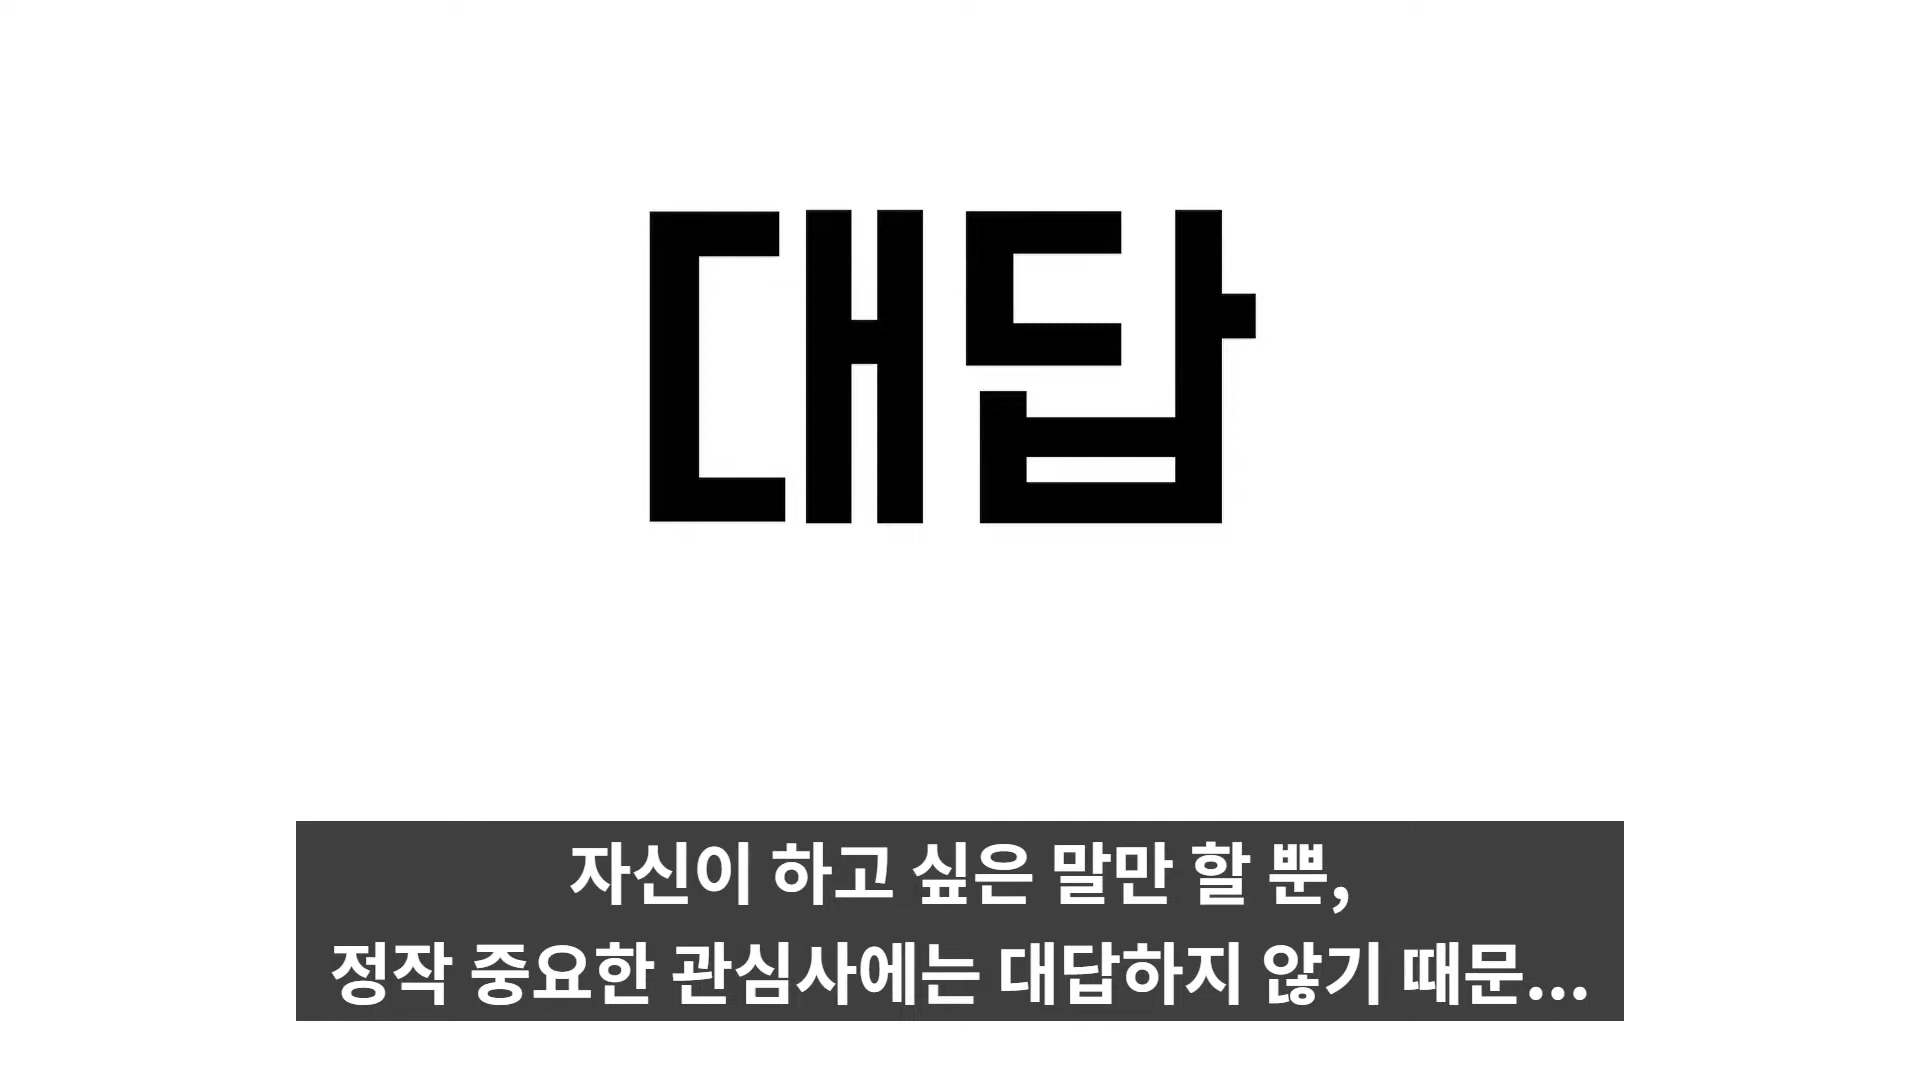 대답
자신이 하고 싶은 말만 할 뿐,
정작 중요한 관심사에는 대답하지 않기 때문...